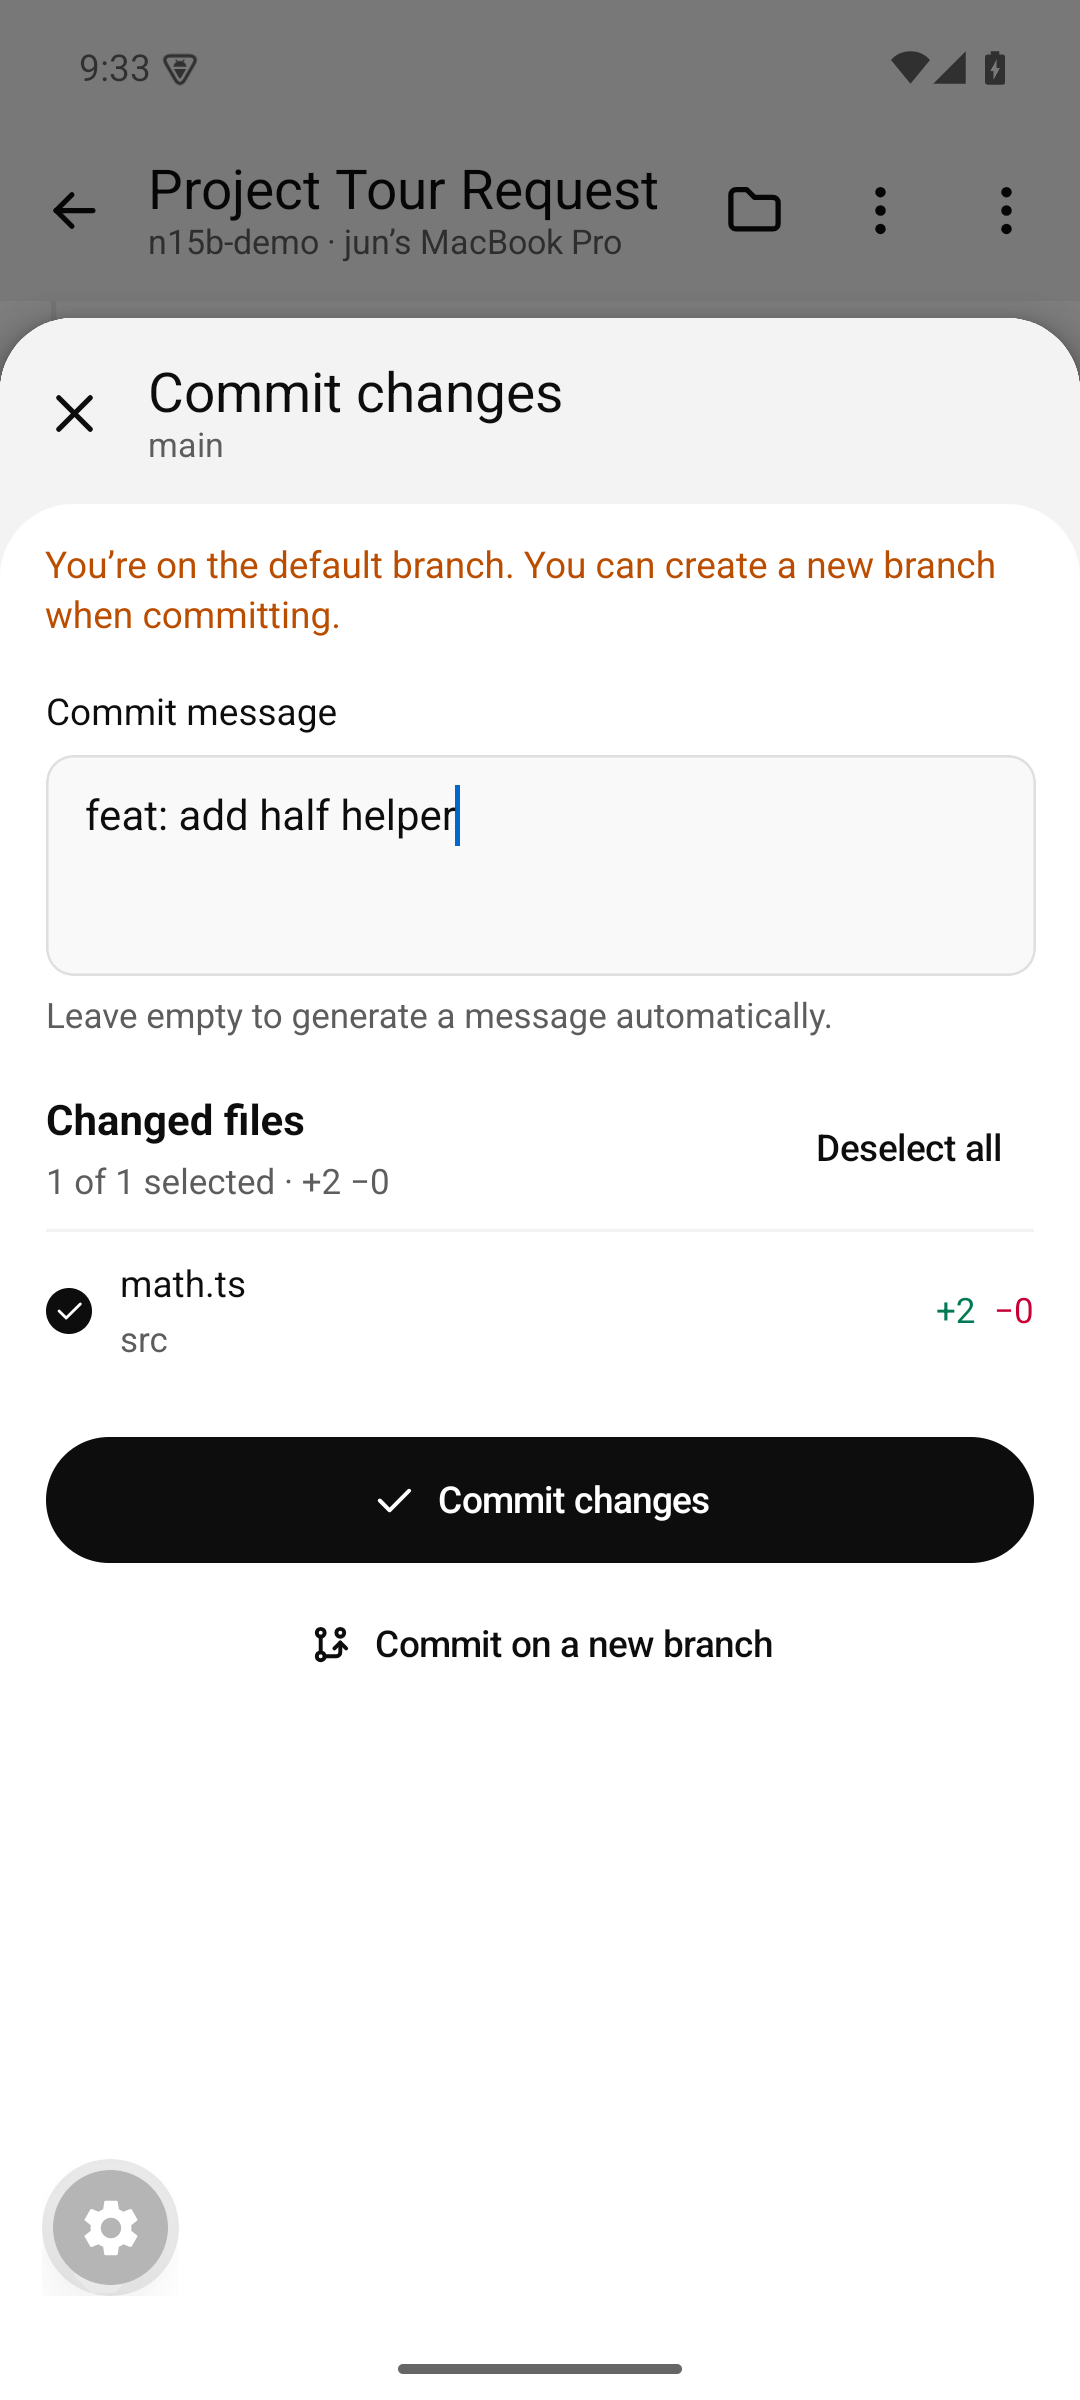 9:33
Project Tour Request
n15b-demo · jun’s MacBook Pro
Commit changes
main
You’re on the default branch. You can create a new branch
when committing.
Commit message
feat: add half helper
Leave empty to generate a message automatically.
Changed files
Deselect all
1 of 1 selected · +2 −0
math.ts
+2 −0
src
Commit changes
Commit on a new branch